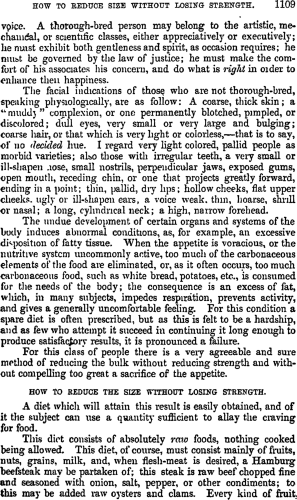 HOW TO REDUCE SIZE WITHOUT LOSING STRENGTH. 1109
voice. A thorough-bred person may belong to the artistic, me-
chanical, or scientific classes, either appreciatively or executively;
he must exhibit both gentleness and spirit, as occasion requires; he
must be governed by the law of justice; he must make the com-
fort of his associates his concern, and do what is right in order to
enhance then happiness.
The facial indications of those who are not thorough-bred,
speaking physiologically, are as follow: A coarse, thick skin; a
"muddy" complexion, or one permanently blotched, pimpled, or
discolored; dull eyes, very small or very large and bulging;
coarse hair, or that which is very light or colorless,—that is to say,
of no decided hue. I regard very light colored, pallid people as
morbid varieties; also those with irregular teeth, a very small or
ill-shapen nose, small nostrils, perpendicular jaws, exposed gums,
open mouth, receding chin, or one that projects greatly forward,
ending in a point; thin, pallid, dry lips; hollow cheeks, flat upper
cheeks, ugly or ill-shapen ears, a voice weak, thin, hoarse, shrill
or nasal; a long, cylindrical neck; a high, narrow forehead.
The undue development of certain organs and systems of the
body induces abnormal conditions, as, for example, an excessive
disposition of fatty tissue. When the appetite is voracious, or the
nutritive system uncommonly active, too much of the carbonaceous
elements of the food are eliminated, or, as it often occurs, too much
carbonaceous food, such as white bread, potatoes, etc., is consumed
for the needs of the body; the consequence is an excess of fat,
which, in many subjects, impedes respiration, prevents activity,
and gives a generally uncomfortable feeling. For this condition a
spare diet is often prescribed, but as this is felt to be a hardship,
and as few who attempt it succeed in continuing it long enough to
produce satisfactory results, it is pronounced a failure.
For this class of people there is a very agreeable and sure
method of reducing the bulk without reducing strength and with-
out compelling too great a sacrifice of the appetite.
HOW TO REDUCE THE SIZE WITHOUT LOSING STRENGTH.
A diet which will attain this result is easily obtained, and of
it the subject can use a quantity sufficient to allay the craving
for food.
This diet consists of absolutely raw foods, nothing cooked
being allowed. This diet, of course, must consist mainly of fruits,
nuts, grains, milk, and, when flesh-meat is desired, a Hamburg
beefsteak may be partaken of; this steak is raw beef chopped fine
and seasoned with onion, salt, pepper, or other condiments; to
this may be added raw oysters and clams. Every kind of fruit